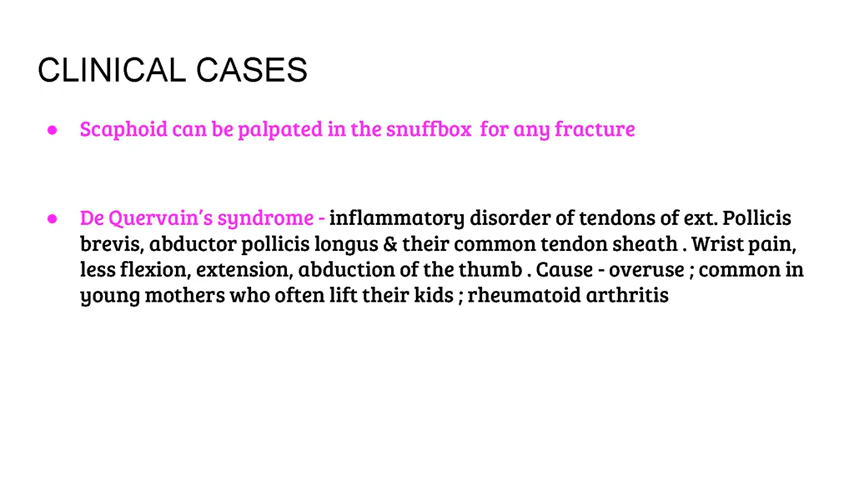 CLINICAL CASES
● Scaphoid can be palpated in the snuffbox  for any fracture
● De Quervain’s syndrome - inflammatory disorder of tendons of ext. Pollicis
brevis, abductor pollicis longus & their common tendon sheath . Wrist pain,
less flexion, extension, abduction of the thumb . Cause - overuse ; common in
young mothers who often lift their kids ; rheumatoid arthritis